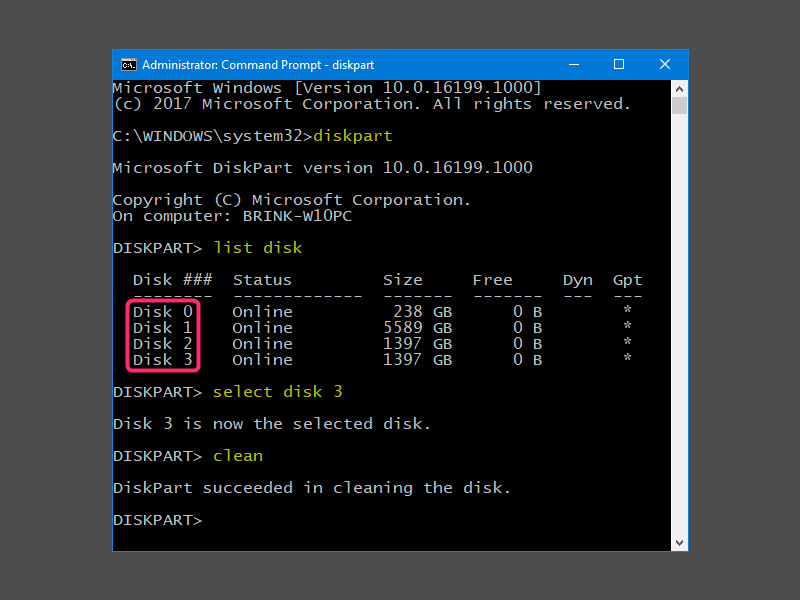 Administrator: Command Prompt - diskpart
Microsoft Windows [Version 10.0.16199.1000]
(c) 2017 Microsoft Corporation. All rights reserved.
C:\WINDOWS\system32>diskpart
Microsoft DiskPart version 10.0.16199.1000
Copyright (C) Microsoft Corporation.
On computer: BRINK-W10PC
DISKPART> list disk
Disk ###  Status         Size     Free     Dyn  Gpt
--------  -------------  -------  -------  ---  ---
Disk 0    Online          238 GB      0 B        *
Disk 1    Online         5589 GB      0 B        *
Disk 2    Online         1397 GB      0 B        *
Disk 3    Online         1397 GB      0 B        *
DISKPART> select disk 3
Disk 3 is now the selected disk.
DISKPART> clean
DiskPart succeeded in cleaning the disk.
DISKPART>